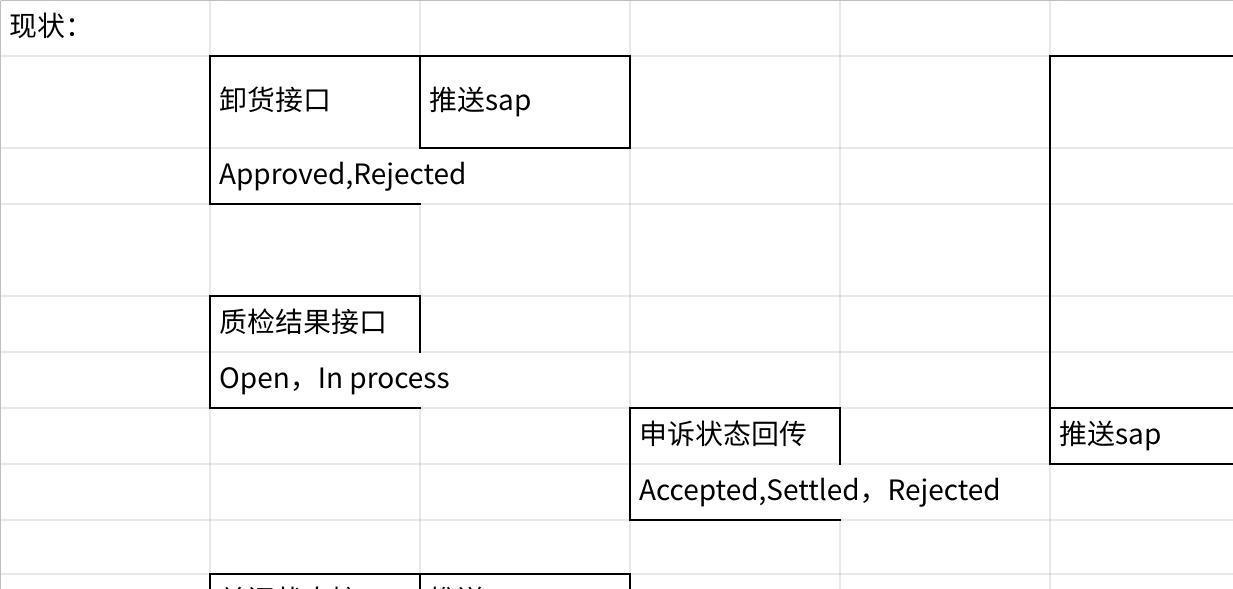 现状：
卸货接口 推送sap
Approved,Rejected
质检结果接口
Open，In process
申诉状态回传 推送sap
Accepted,Settled，Rejected